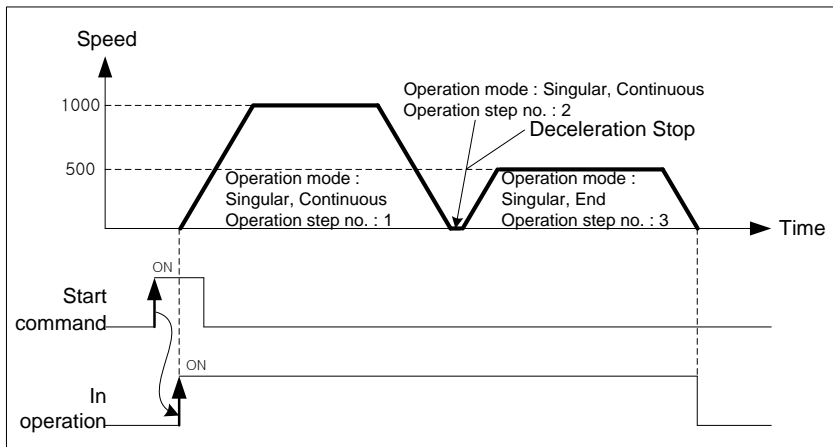 Speed
Operation mode : Singular, Continuous
Operation step no. : 2
Deceleration Stop
1000
500
Operation mode :
Singular, Continuous
Operation step no. : 1
Operation mode :
Singular, End
Operation step no. : 3
Time
ON
Start
command
ON
In
operation